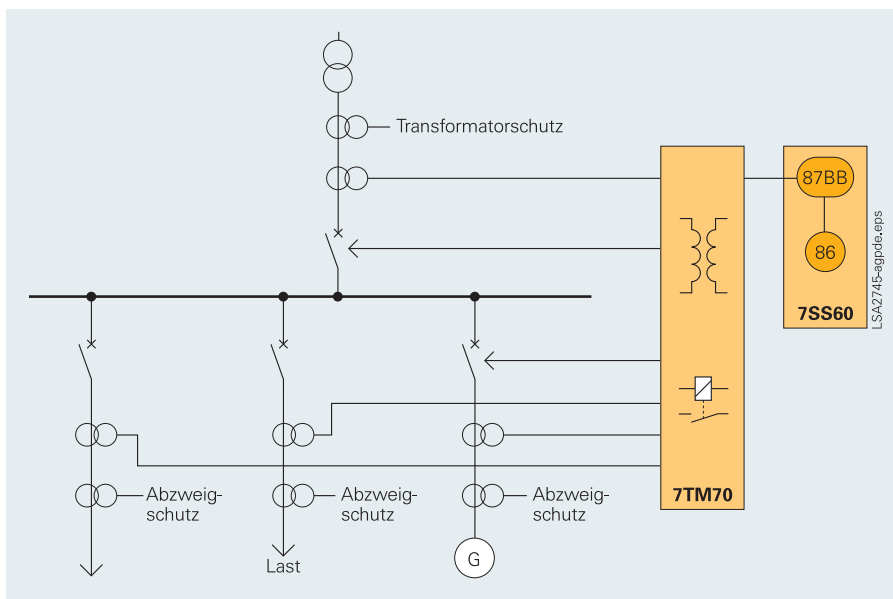 Transformatorschutz
87BB
86
7SS60
LSA2745-agpde.eps
7TM70
Abzweig-
schutz
Abzweig-
schutz
Abzweig-
schutz
Last
G